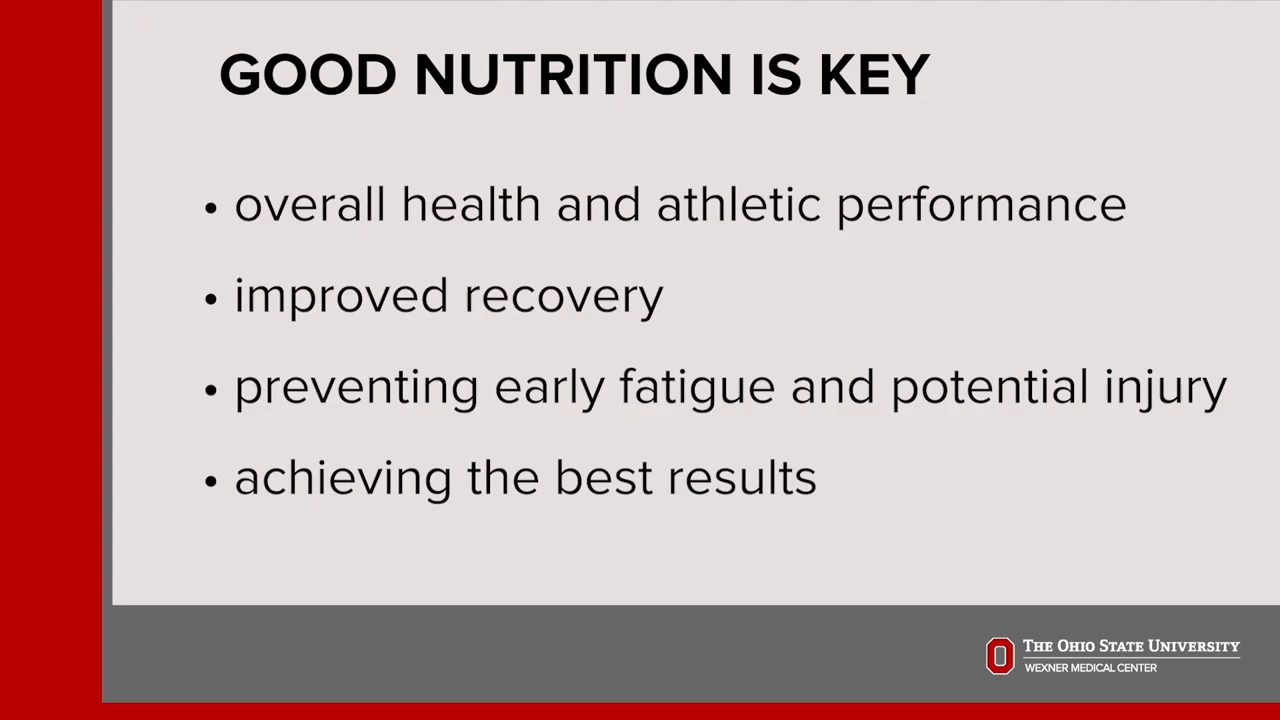 GOOD NUTRITION IS KEY
• overall health and athletic performance
• improved recovery
• preventing early fatigue and potential injury
• achieving the best results
THE OHIO STATE UNIVERSITY
WEXNER MEDICAL CENTER